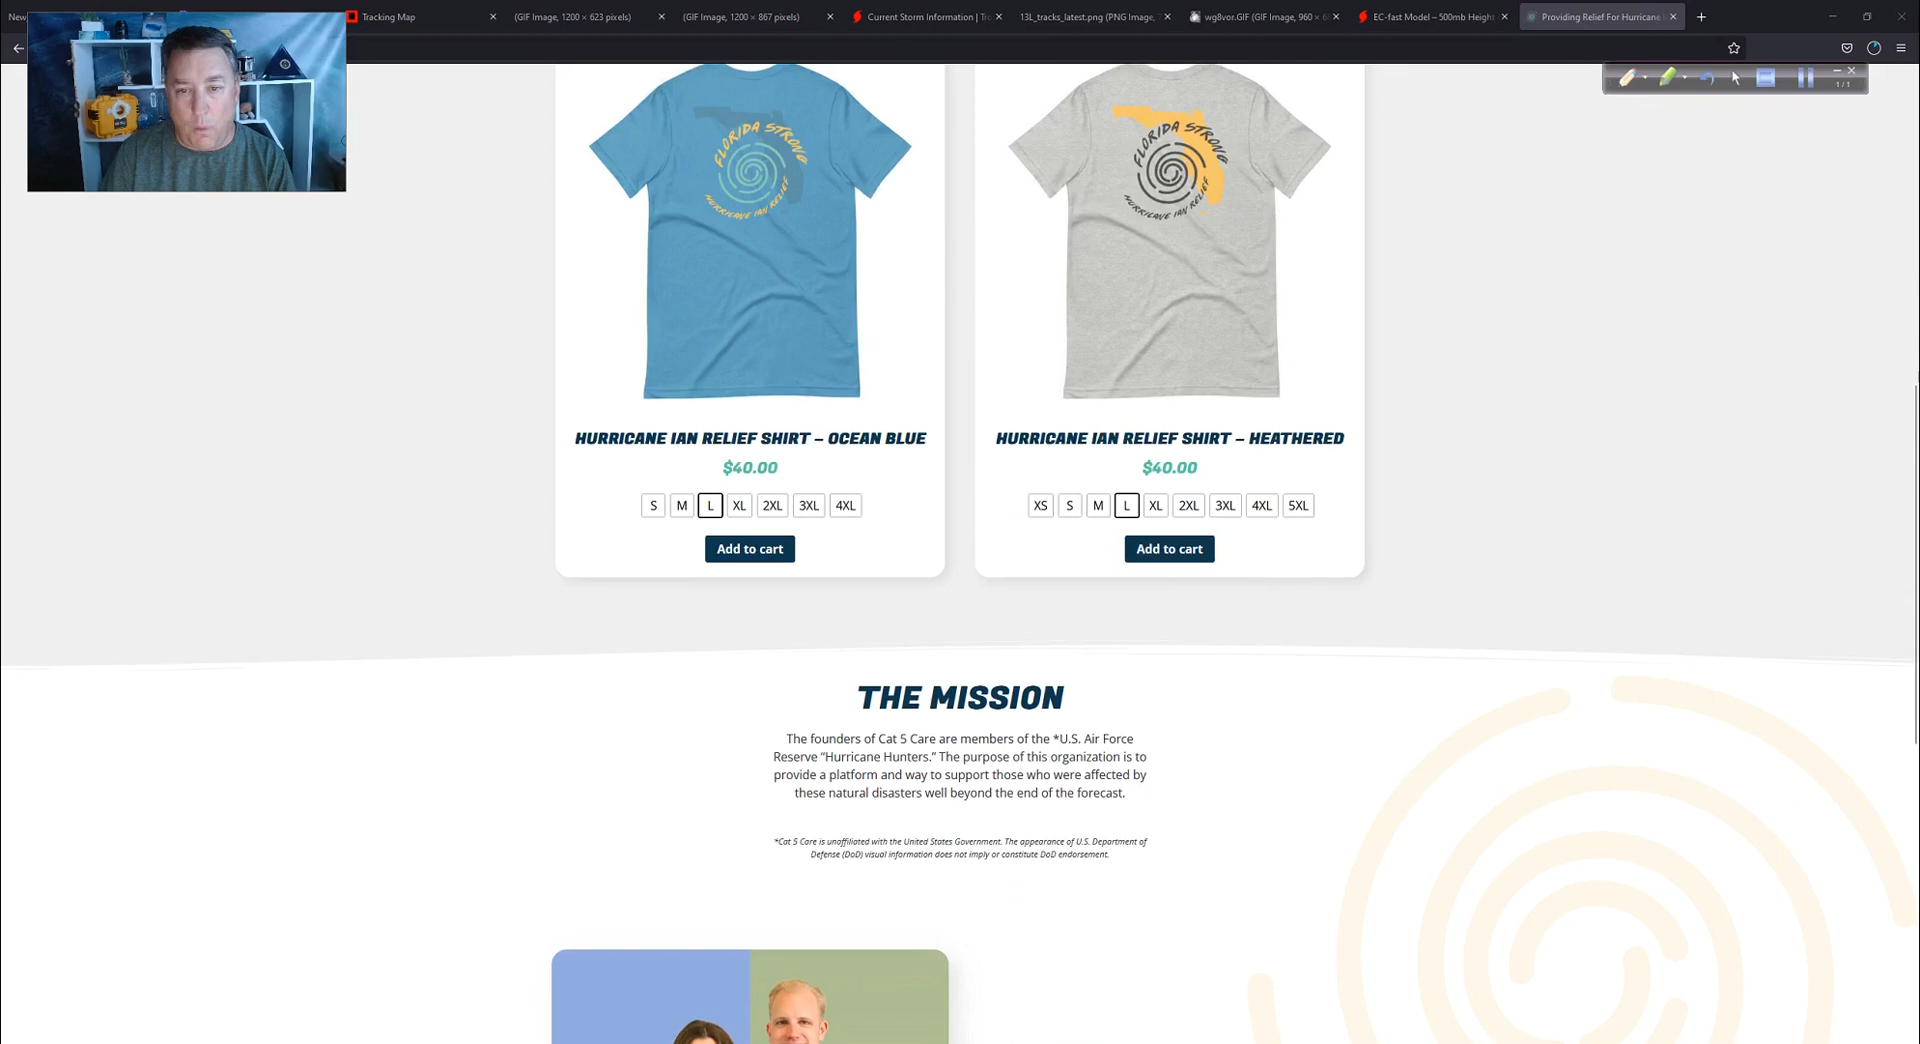 New
Tracking Map
(GIF Image, 1200 × 623 pixels)
(GIF Image, 1200 × 867 pixels)
Current Storm Information | Tro
13L_tracks_latest.png (PNG Image,
wg8vor.GIF (GIF Image, 960 ×
EC-fast Model – 500mb Height
Providing Relief For Hurricane
1/1
FLORIDA STRONG
HURRICANE IAN RELIEF
FLORIDA STRONG
HURRICANE IAN RELIEF
HURRICANE IAN RELIEF SHIRT – OCEAN BLUE
$40.00
S M L XL 2XL 3XL 4XL
Add to cart
HURRICANE IAN RELIEF SHIRT – HEATHERED
$40.00
XS S M L XL 2XL 3XL 4XL 5XL
Add to cart
THE MISSION
The founders of Cat 5 Care are members of the *U.S. Air Force
Reserve “Hurricane Hunters.” The purpose of this organization is to
provide a platform and way to support those who were affected by
these natural disasters well beyond the end of the forecast.
*Cat 5 Care is unaffiliated with the United States Government. The appearance of U.S. Department of
Defense (DoD) visual information does not imply or constitute DoD endorsement.